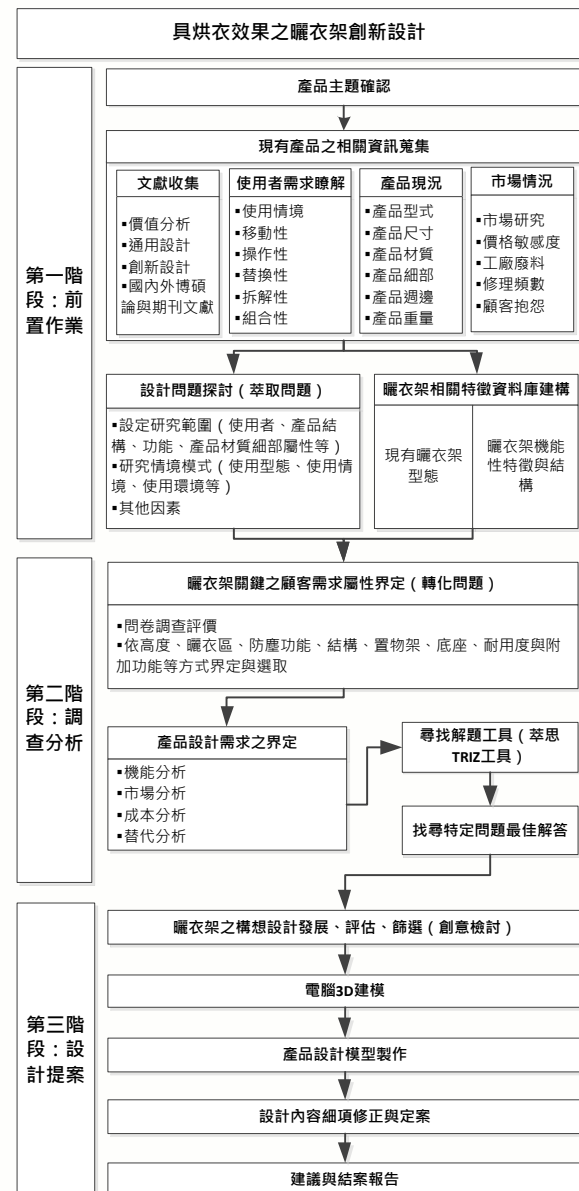 具烘衣效果之曬衣架創新設計
第一階
段：前
置作業
產品主題確認
現有產品之相關資訊蒐集
文獻收集
▪價值分析
▪通用設計
▪創新設計
▪國內外博碩
論與期刊文獻
使用者需求瞭解
▪使用情境
▪移動性
▪操作性
▪替換性
▪拆解性
▪組合性
產品現況
▪產品型式
▪產品尺寸
▪產品材質
▪產品細部
▪產品週邊
▪產品重量
市場情況
▪市場研究
▪價格敏感度
▪工廠廢料
▪修理頻數
▪顧客抱怨
設計問題探討（萃取問題）
▪設定研究範圍（使用者、產品結
構、功能、產品材質細部屬性等）
▪研究情境模式（使用型態、使用情
境、使用環境等）
▪其他因素
曬衣架相關特徵資料庫建構
現有曬衣架
型態
曬衣架機能
性特徵與結
構
第二階
段：調
查分析
曬衣架關鍵之顧客需求屬性界定（轉化問題）
▪問卷調查評價
▪依高度、曬衣區、防塵功能、結構、置物架、底座、耐用度與附
加功能等方式界定與選取
產品設計需求之界定
▪機能分析
▪市場分析
▪成本分析
▪替代分析
尋找解題工具（萃思
TRIZ工具）
找尋特定問題最佳解答
第三階
段：設
計提案
曬衣架之構想設計發展、評估、篩選（創意檢討）
電腦3D建模
產品設計模型製作
設計內容細項修正與定案
建議與結案報告